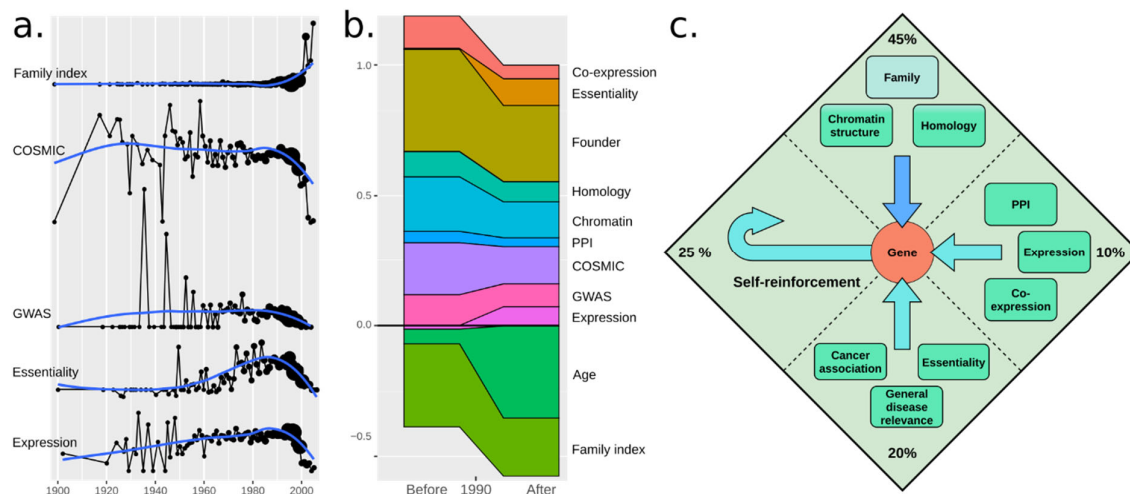 a.
Family index
COSMIC
GWAS
Essentiality
Expression
1900
1920
1940
1960
1980
2000
b.
1.0
0.5
0.0
−0.5
Co-expression
Essentiality
Founder
Homology
Chromatin
PPI
COSMIC
GWAS
Expression
Age
Family index
Before
1990
After
c.
45%
Family
Chromatin
structure
Homology
PPI
Expression
Co-
expression
10%
Gene
25 %
Self-reinforcement
Cancer
association
Essentiality
General
disease
relevance
20%